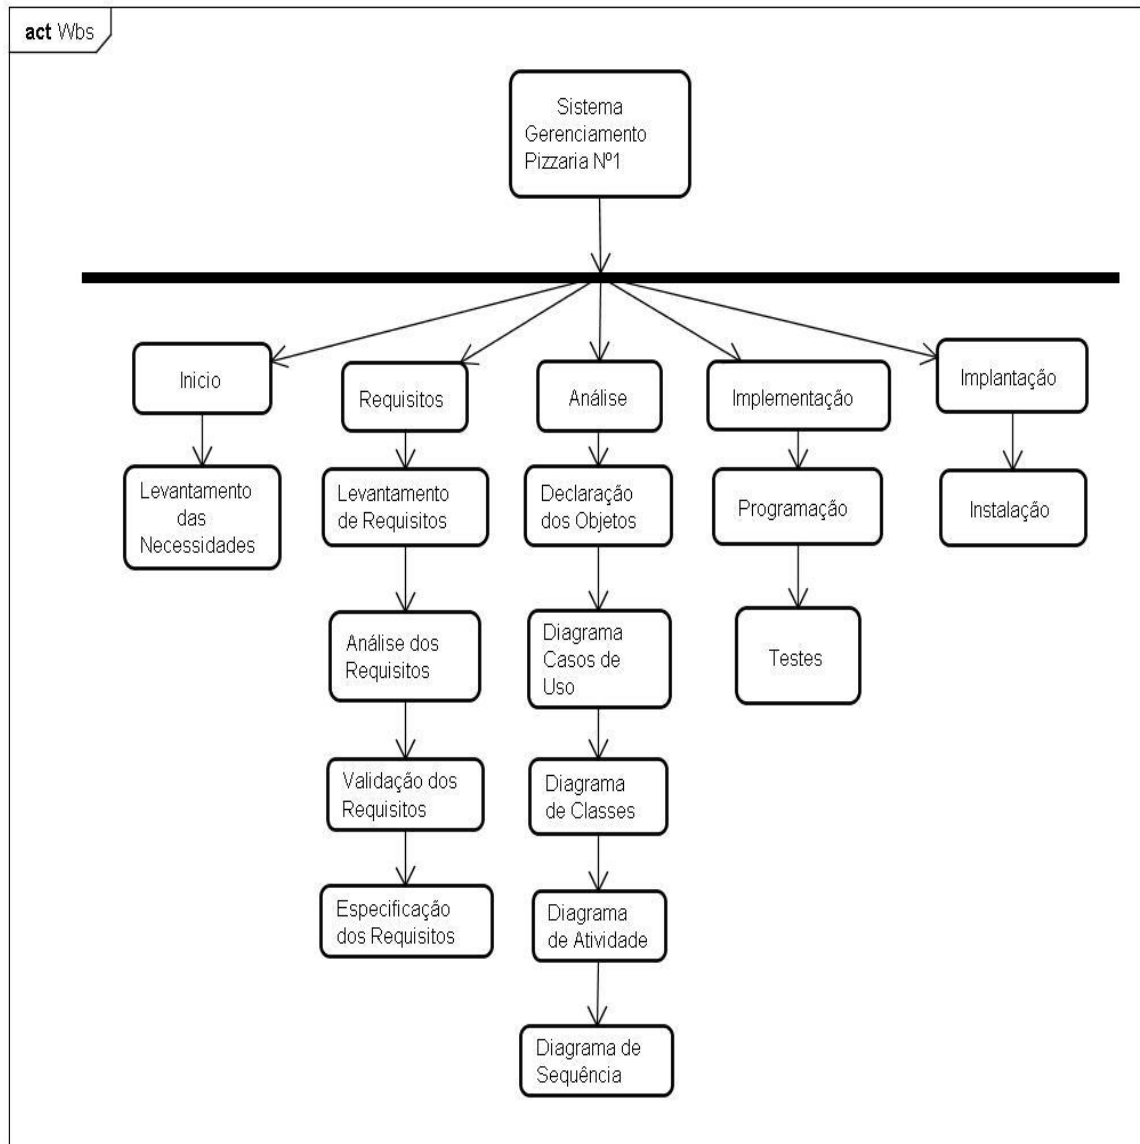 act Wbs
Sistema
Gerenciamento
Pizzaria Nº1
Inicio
Requisitos
Análise
Implementação
Implantação
Levantamento
das
Necessidades
Levantamento
de Requisitos
Declaração
dos Objetos
Programação
Instalação
Análise dos
Requisitos
Diagrama
Casos de
Uso
Testes
Validação dos
Requisitos
Diagrama
de Classes
Especificação
dos Requisitos
Diagrama
de Atividade
Diagrama de
Sequência